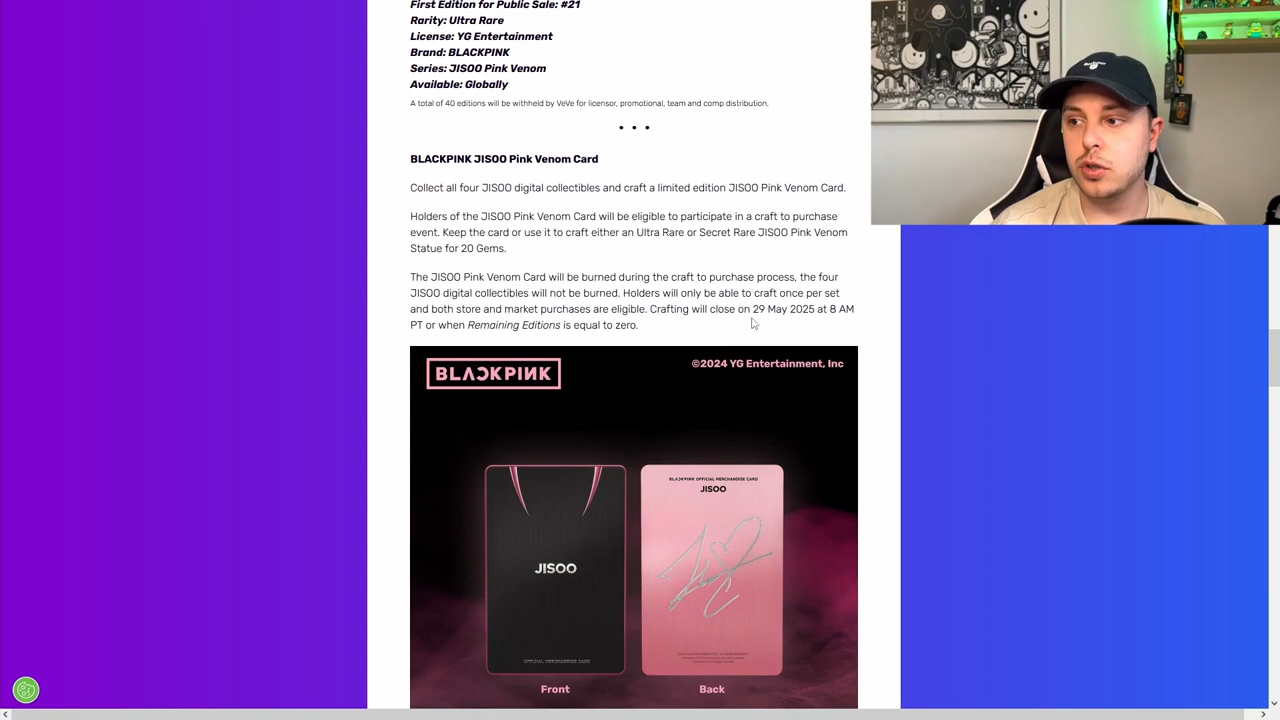 First Edition for Public Sale: #21
Rarity: Ultra Rare
License: YG Entertainment
Brand: BLACKPINK
Series: JISOO Pink Venom
Available: Globally
A total of 40 editions will be withheld by VeVe for licensor, promotional, team and comp distribution.
• • •
BLACKPINK JISOO Pink Venom Card
Collect all four JISOO digital collectibles and craft a limited edition JISOO Pink Venom Card.
Holders of the JISOO Pink Venom Card will be eligible to participate in a craft to purchase
event. Keep the card or use it to craft either an Ultra Rare or Secret Rare JISOO Pink Venom
Statue for 20 Gems.
The JISOO Pink Venom Card will be burned during the craft to purchase process, the four
JISOO digital collectibles will not be burned. Holders will only be able to craft once per set
and both store and market purchases are eligible. Crafting will close on 29 May 2025 at 8 AM
PT or when Remaining Editions is equal to zero.
BLACKPINK
©2024 YG Entertainment, Inc
BLACKPINK OFFICIAL MERCHANDISE CARD
JISOO
JISOO
OFFICIAL MERCHANDISE CARD
Front
Back